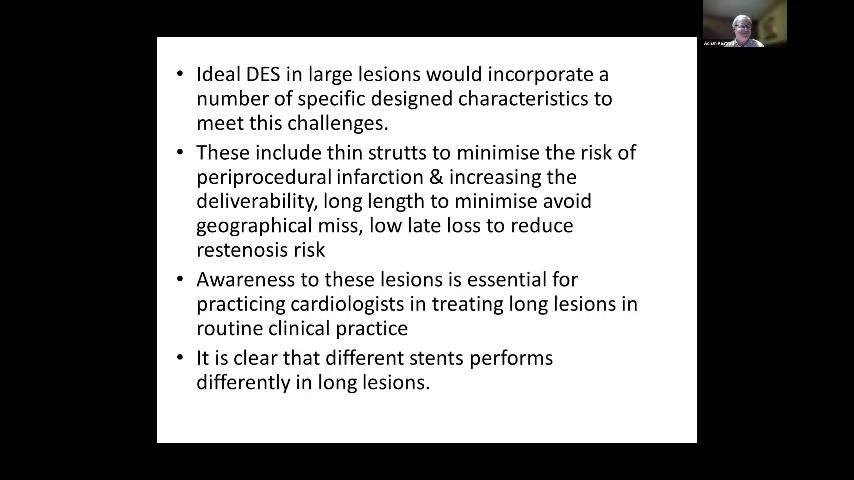 • Ideal DES in large lesions would incorporate a
number of specific designed characteristics to
meet this challenges.
• These include thin strutts to minimise the risk of
periprocedural infarction & increasing the
deliverability, long length to minimise avoid
geographical miss, low late loss to reduce
restenosis risk
• Awareness to these lesions is essential for
practicing cardiologists in treating long lesions in
routine clinical practice
• It is clear that different stents performs
differently in long lesions.